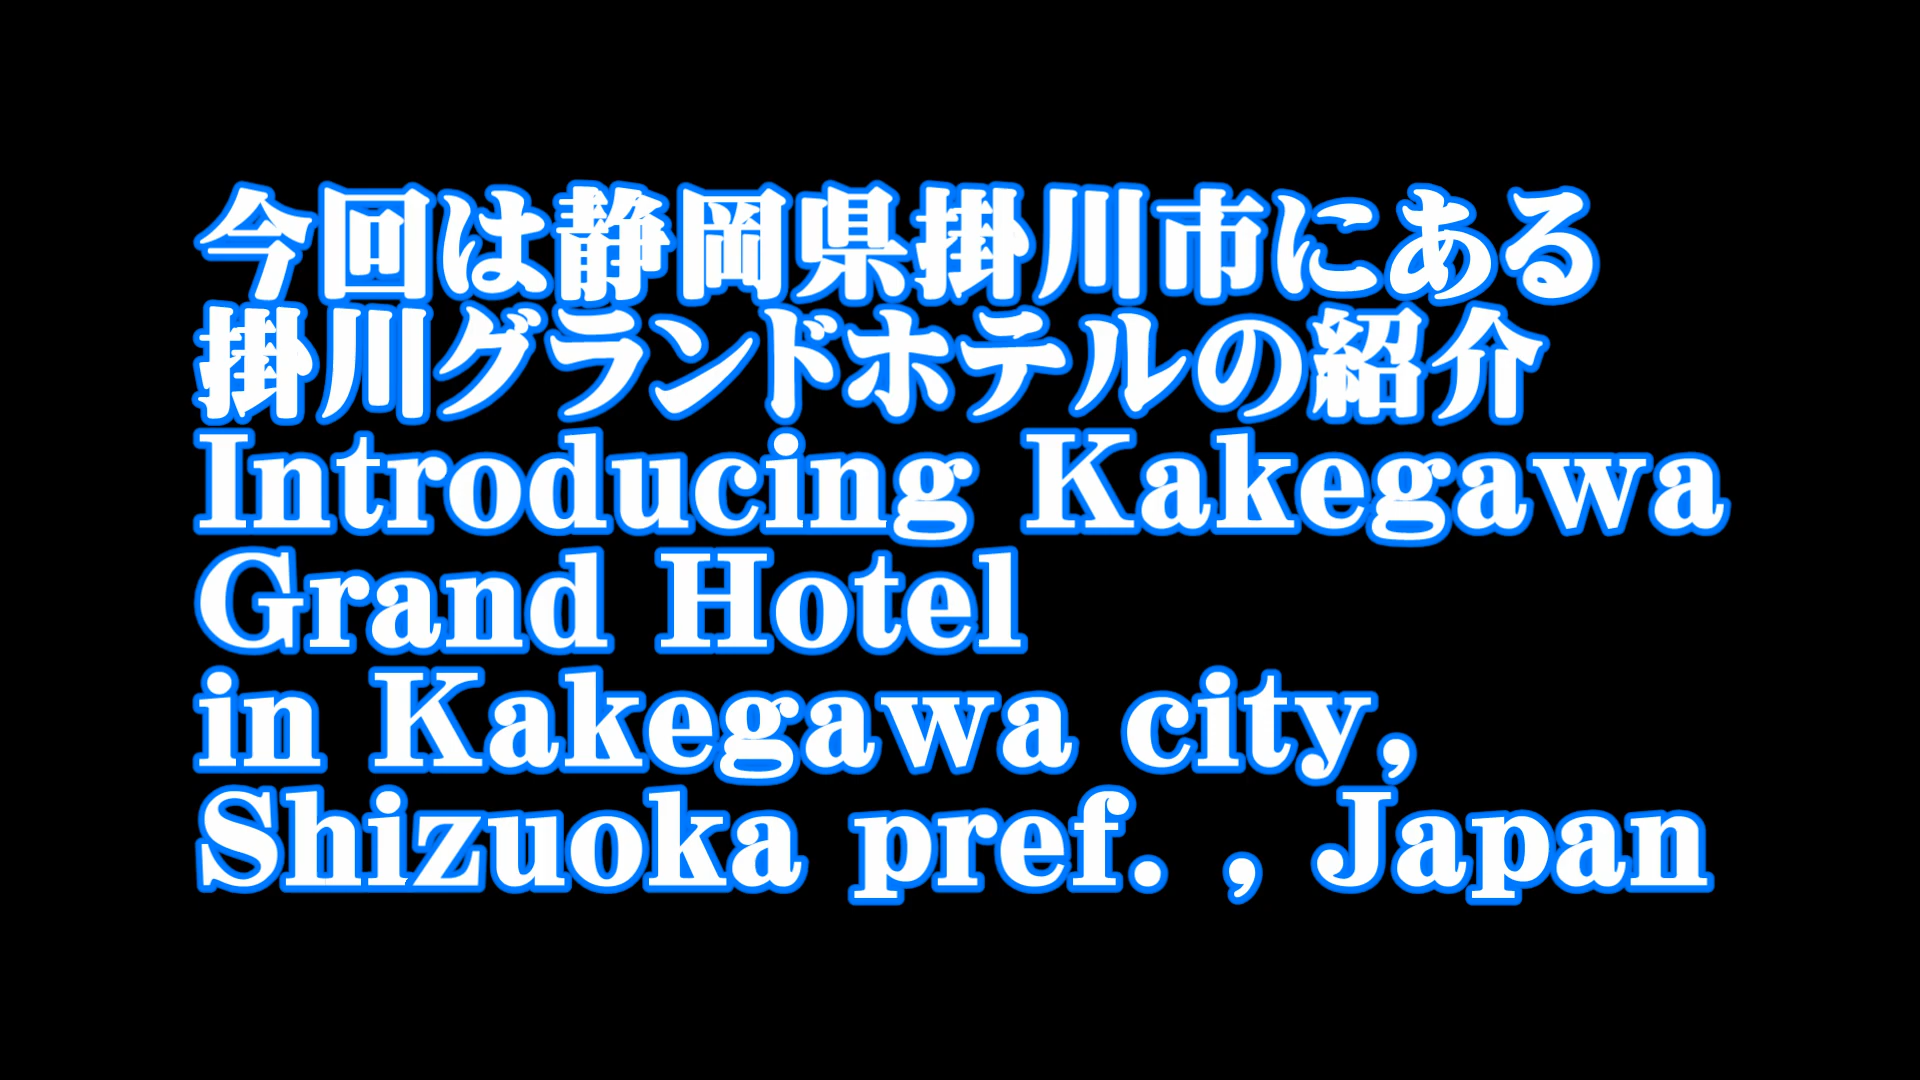 今回は静岡県掛川市にある
掛川グランドホテルの紹介
Introducing Kakegawa
Grand Hotel
in Kakegawa city,
Shizuoka pref. , Japan